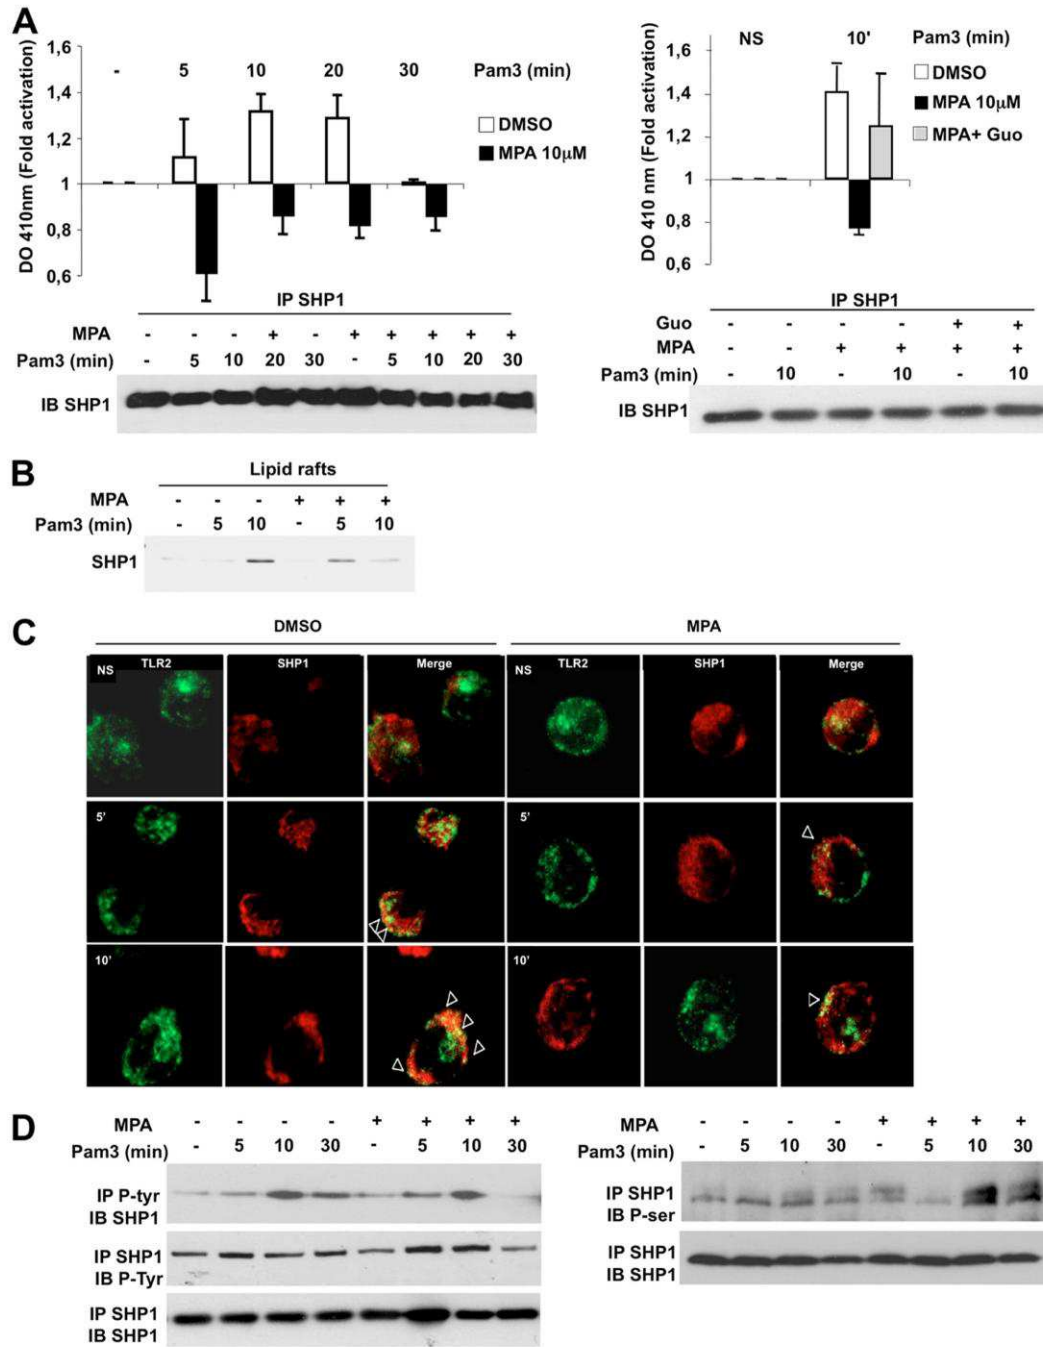 A
1,6
1,4
1,2
1
0,8
0,6
DO 410nm (Fold activation)
- 5 10 20 30 Pam3 (min)
DMSO
MPA 10µM
IP SHP1
MPA - - - + - + + + + +
Pam3 (min) - 5 10 20 30 - 5 10 20 30
IB SHP1
1,6
1,4
1,2
1
0,8
0,6
DO 410 nm (Fold activation)
NS 10' Pam3 (min)
DMSO
MPA 10µM
MPA+ Guo
IP SHP1
Guo - - - - + +
MPA - - + + + +
Pam3 (min) - 10 - 10 - 10
IB SHP1
B
Lipid rafts
MPA - - - + + +
Pam3 (min) - 5 10 - 5 10
SHP1
C
DMSO MPA
NS TLR2 SHP1 Merge NS TLR2 SHP1 Merge
5' 5'
10' 10'
D
MPA - - - - + + + +
Pam3 (min) - 5 10 30 - 5 10 30
IP P-tyr
IB SHP1
IP SHP1
IB P-Tyr
IP SHP1
IB SHP1
MPA - - - - + + + +
Pam3 (min) - 5 10 30 - 5 10 30
IP SHP1
IB P-ser
IP SHP1
IB SHP1